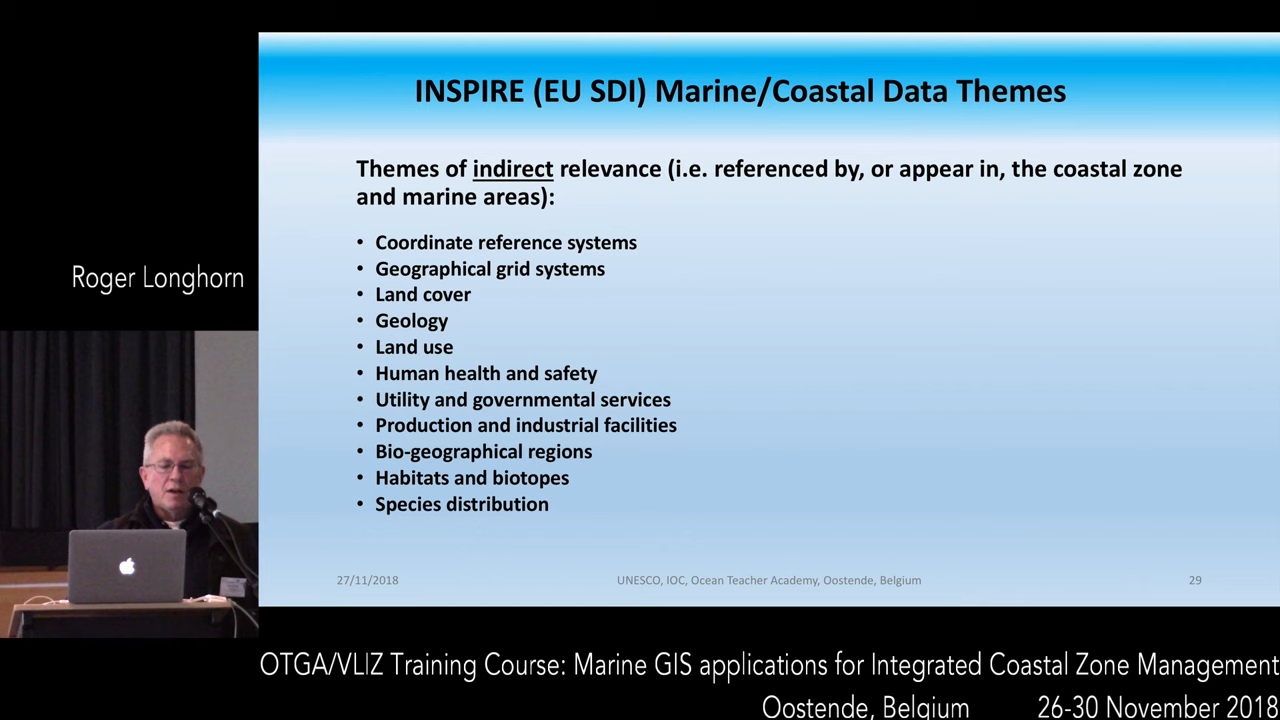 INSPIRE (EU SDI) Marine/Coastal Data Themes
Themes of indirect relevance (i.e. referenced by, or appear in, the coastal zone
and marine areas):
• Coordinate reference systems
• Geographical grid systems
• Land cover
• Geology
• Land use
• Human health and safety
• Utility and governmental services
• Production and industrial facilities
• Bio-geographical regions
• Habitats and biotopes
• Species distribution
27/11/2018
UNESCO, IOC, Ocean Teacher Academy, Oostende, Belgium
29
Roger Longhorn
OTGA/VLIZ Training Course: Marine GIS applications for Integrated Coastal Zone Management
Oostende, Belgium
26-30 November 2018